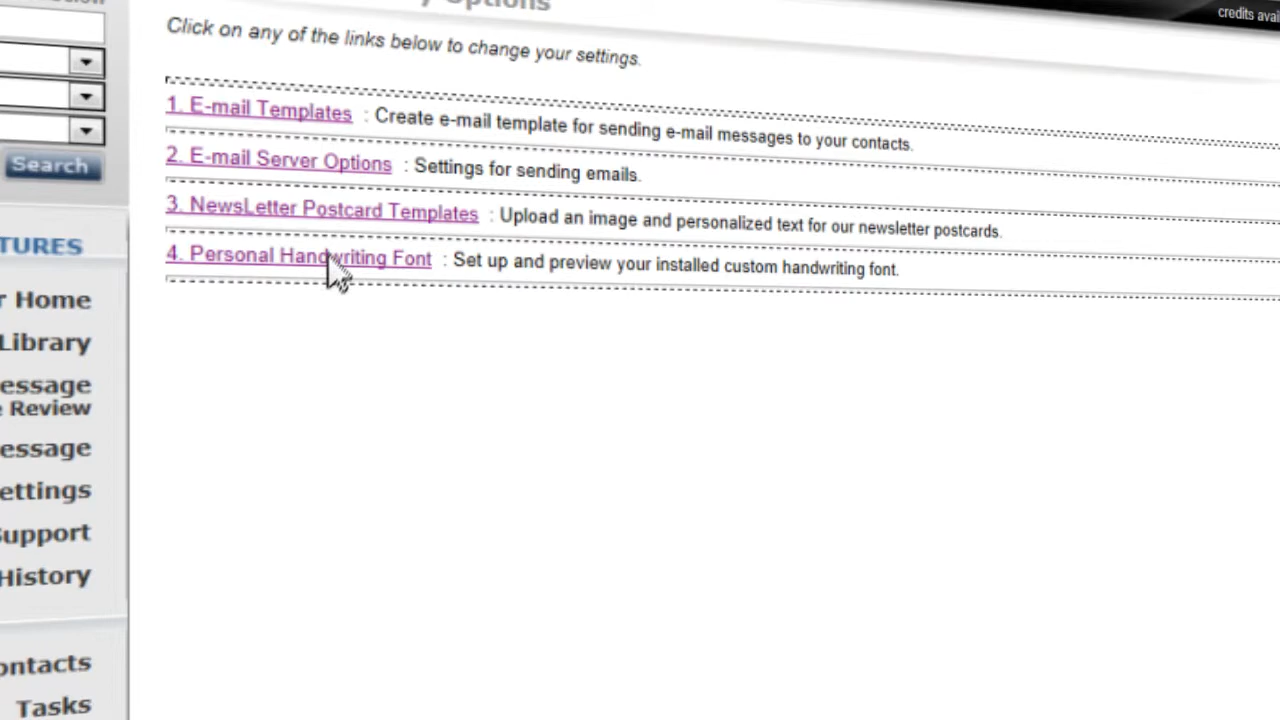 Options
credits
Click on any of the links below to change your settings.
1. E-mail Templates : Create e-mail template for sending e-mail messages to your contacts.
2. E-mail Server Options : Settings for sending emails.
3. NewsLetter Postcard Templates : Upload an image and personalized text for our newsletter postcards.
4. Personal Handwriting Font : Set up and preview your installed custom handwriting font.
Search
TURES
r Home
Library
essage
Review
essage
ettings
Support
History
ontacts
Tasks